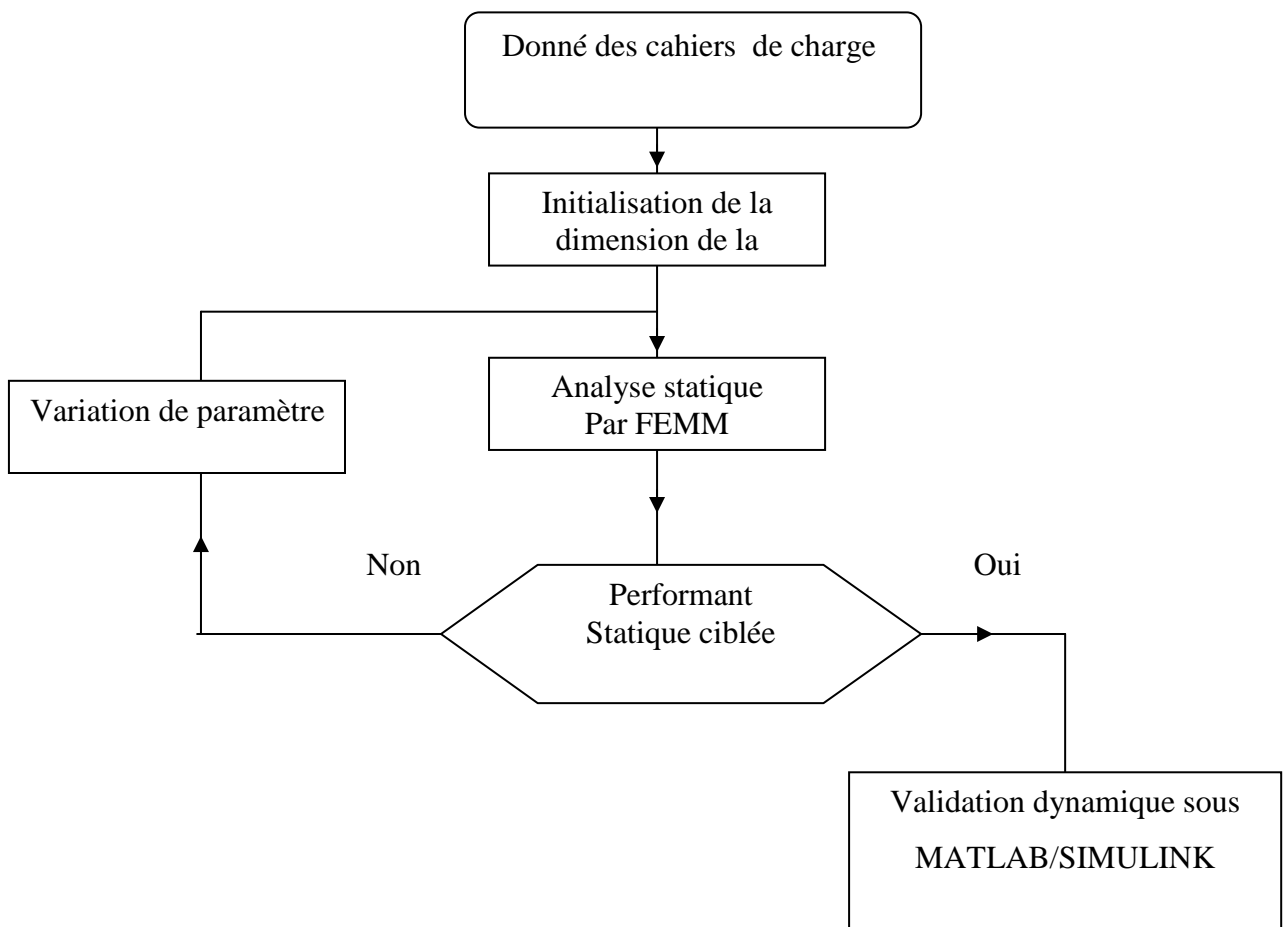 Donné des cahiers de charge
Initialisation de la
dimension de la
Analyse statique
Par FEMM
Variation de paramètre
Non
Oui
Performant
Statique ciblée
Validation dynamique sous
MATLAB/SIMULINK